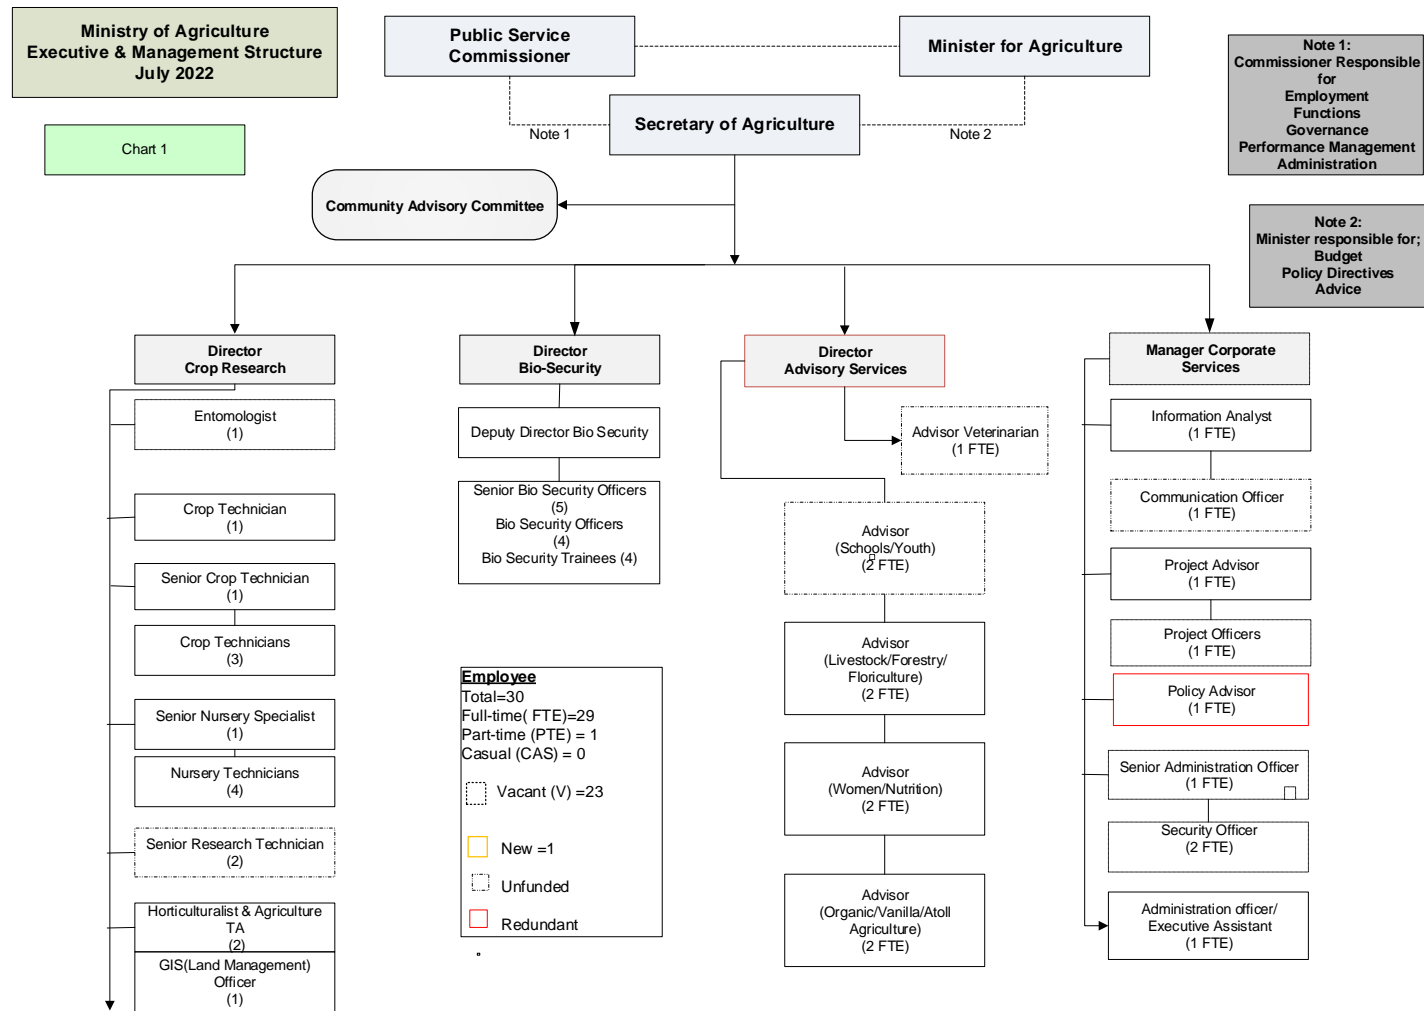 Ministry of Agriculture
Executive & Management Structure
July 2022
Public Service
Commissioner
Minister for Agriculture
Note 1:
Commissioner Responsible
for
Employment
Functions
Governance
Performance Management
Administration
Chart 1
Secretary of Agriculture
Note 1
Note 2
Community Advisory Committee
Note 2:
Minister responsible for;
Budget
Policy Directives
Advice
Director
Crop Research
Entomologist
(1)
Crop Technician
(1)
Senior Crop Technician
(1)
Crop Technicians
(3)
Senior Nursery Specialist
(1)
Nursery Technicians
(4)
Senior Research Technician
(2)
Horticulturalist & Agriculture
TA
(2)
GIS(Land Management)
Officer
(1)
Director
Bio-Security
Deputy Director Bio Security
Senior Bio Security Officers
(5)
Bio Security Officers
(4)
Bio Security Trainees (4)
Employee
Total=30
Full-time( FTE)=29
Part-time (PTE) = 1
Casual (CAS) = 0
Vacant (V) =23
New =1
Unfunded
Redundant
Director
Advisory Services
Advisor Veterinarian
(1 FTE)
Advisor
(Schools/Youth)
(2 FTE)
Advisor
(Livestock/Forestry/
Floriculture)
(2 FTE)
Advisor
(Women/Nutrition)
(2 FTE)
Advisor
(Organic/Vanilla/Atoll
Agriculture)
(2 FTE)
Manager Corporate
Services
Information Analyst
(1 FTE)
Communication Officer
(1 FTE)
Project Advisor
(1 FTE)
Project Officers
(1 FTE)
Policy Advisor
(1 FTE)
Senior Administration Officer
(1 FTE)
Security Officer
(2 FTE)
Administration officer/
Executive Assistant
(1 FTE)